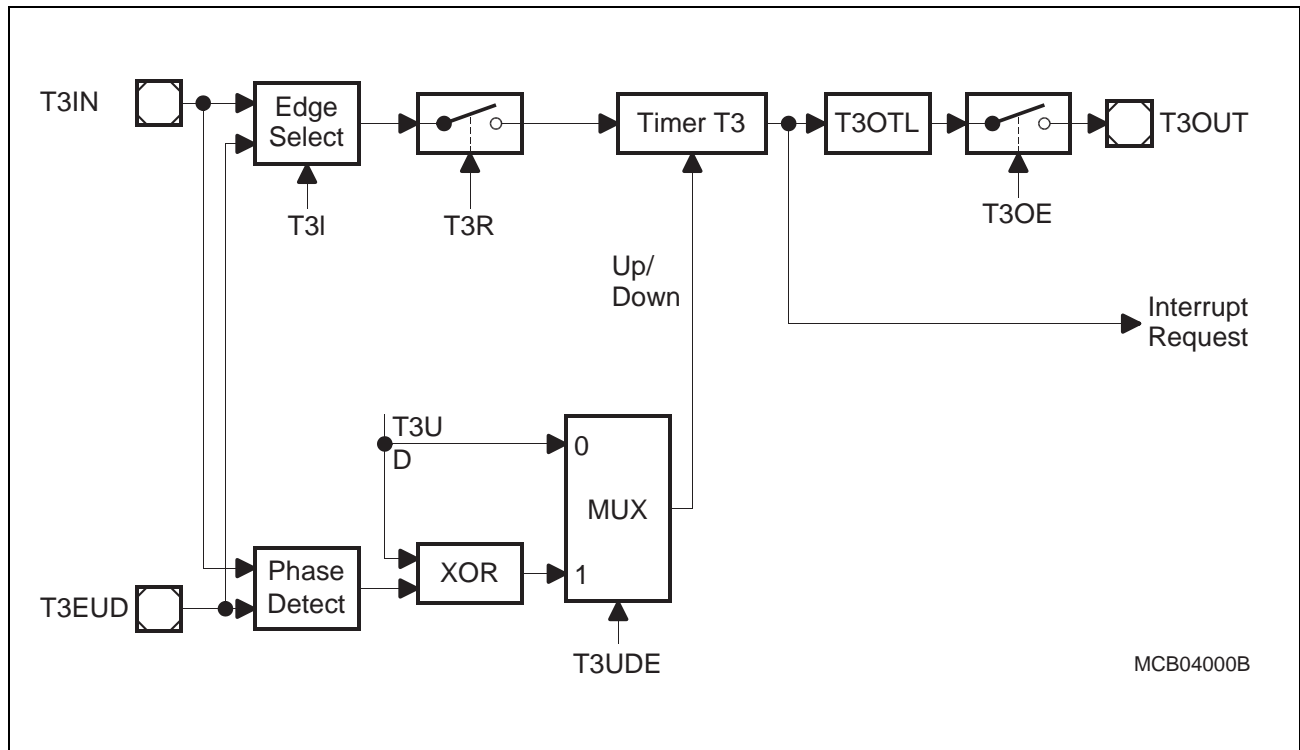 T3IN
Edge
Select
Timer T3
T3OTL
T3OUT
T3I
T3R
T3OE
Up/
Down
Interrupt
Request
T3U
D
0
MUX
XOR
1
Phase
Detect
T3EUD
T3UDE
MCB04000B